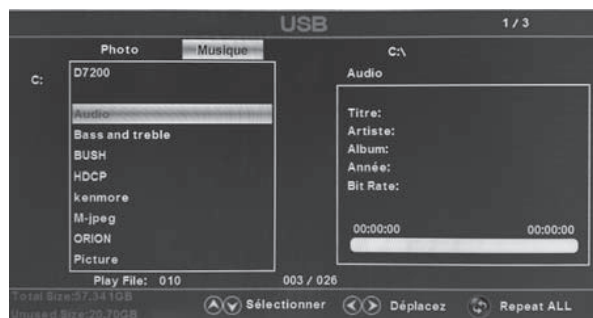 USB 1 / 3
Photo Musique C:\
C: D7200 Audio
Audio
Bass and treble
BUSH
HDCP
kenmore
M-jpeg
ORION
Picture
Titre:
Artiste:
Album:
Année:
Bit Rate:
00:00:00 00:00:00
Play File: 010 003 / 026
Total Size:57.341GB
Unused Size:20.70GB
Sélectionner Déplacez Repeat ALL